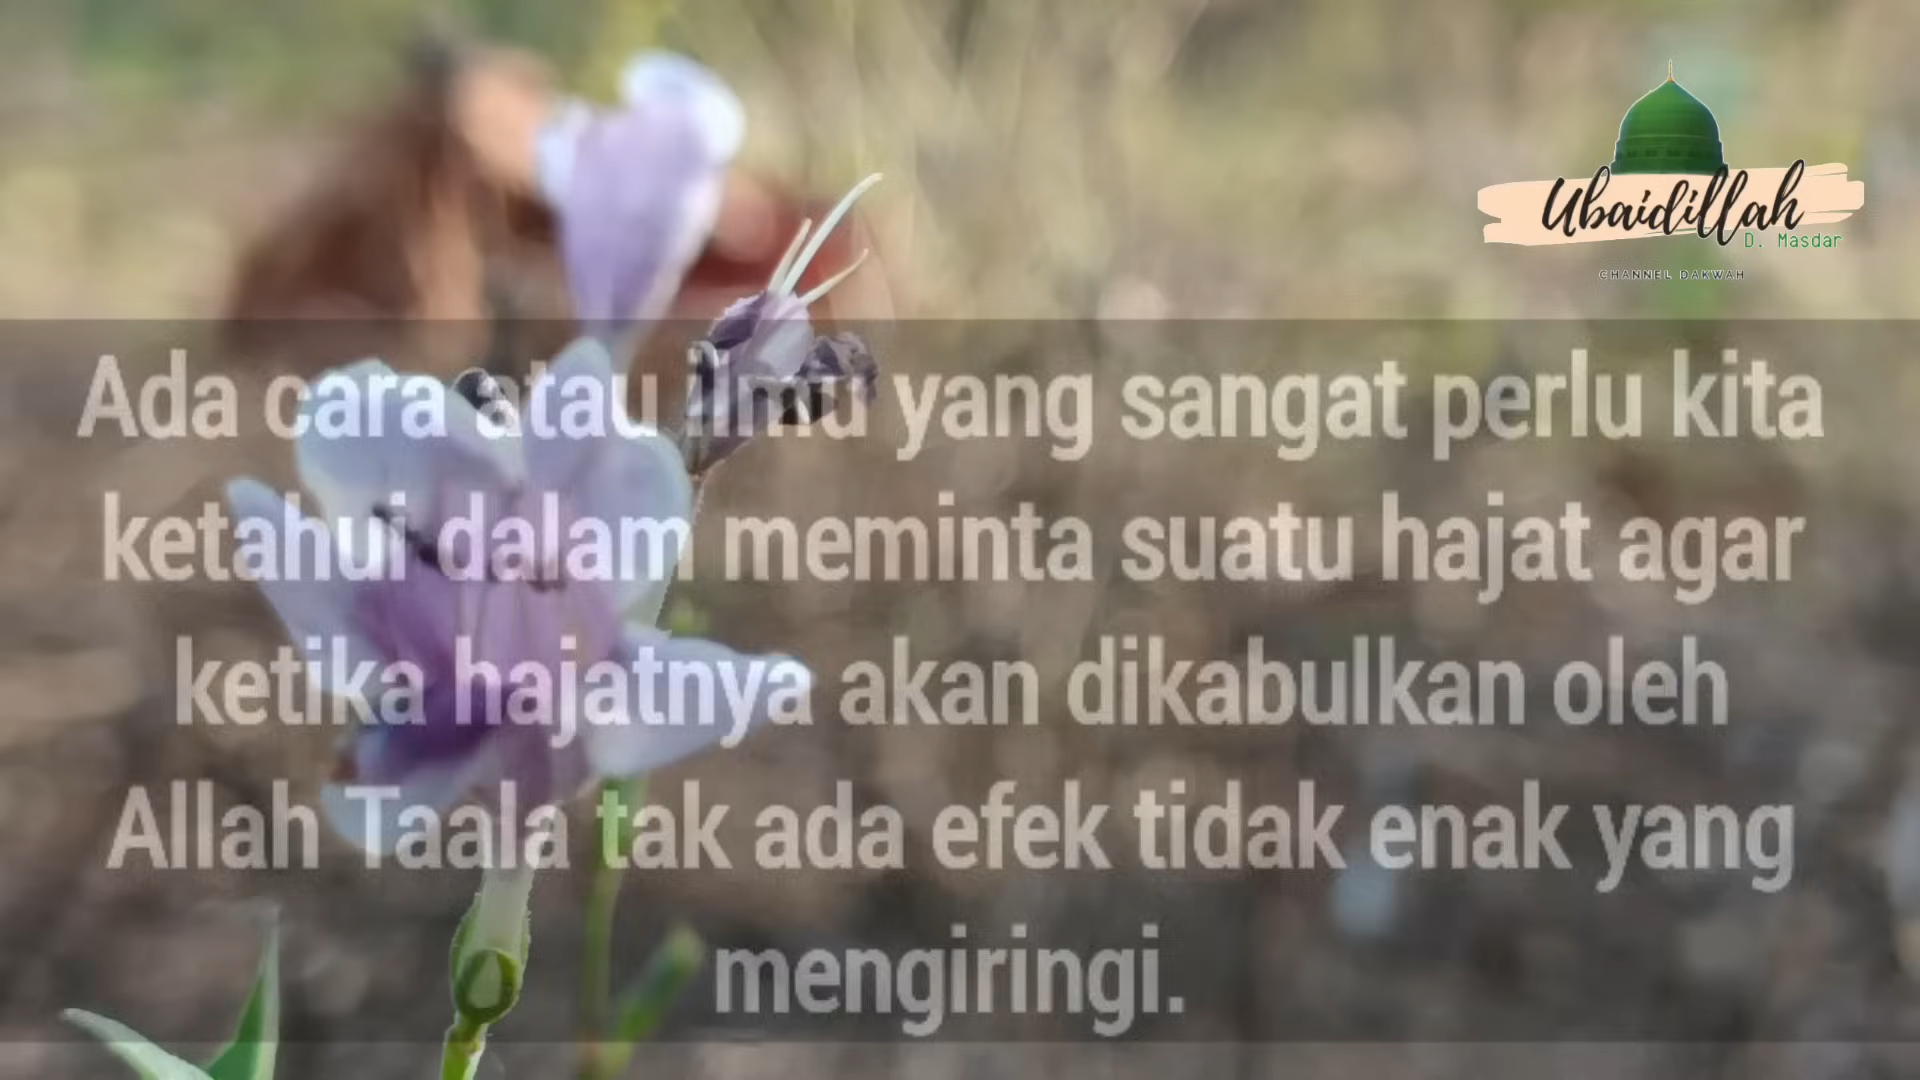 Ubaidillah
D. Masdar
CHANNEL DAKWAH
Ada cara atau ilmu yang sangat perlu kita
ketahui dalam meminta suatu hajat agar
ketika hajatnya akan dikabulkan oleh
Allah Taala tak ada efek tidak enak yang
mengiringi.